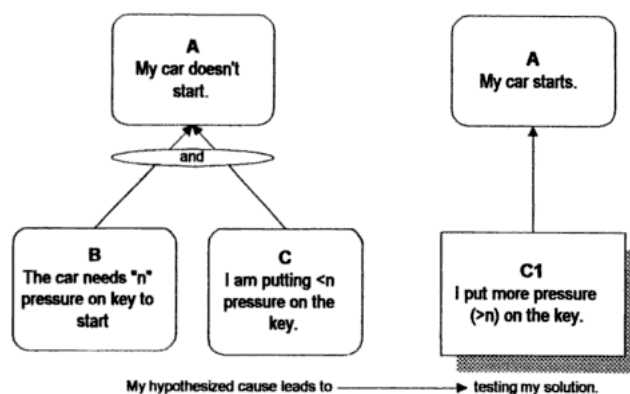 A
My car doesn't
start.
A
My car starts.
and
B
The car needs "n"
pressure on key to
start
C
I am putting <n
pressure on the
key.
C1
I put more pressure
(>n) on the key.
My hypothesized cause leads to testing my solution.